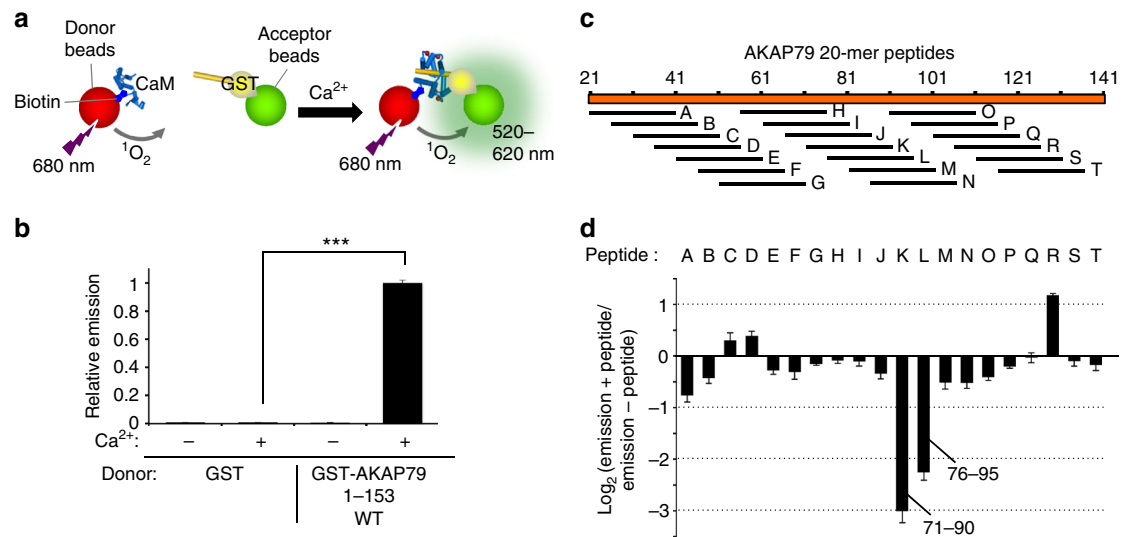 a
Donor beads
Acceptor beads
CaM
GST
Biotin
Ca2+
1O2
680 nm
680 nm
1O2
520–620 nm
b
***
Relative emission
1
0.8
0.6
0.4
0.2
0
Ca2+: – + – +
Donor: GST GST-AKAP79
1–153
WT
c
AKAP79 20-mer peptides
21 41 61 81 101 121 141
A H O
B I P
C J Q
D K R
E L S
F M T
G N
d
Peptide : A B C D E F G H I J K L M N O P Q R S T
Log2 (emission + peptide/
emission – peptide)
1
0
–1
–2
–3
76–95
71–90